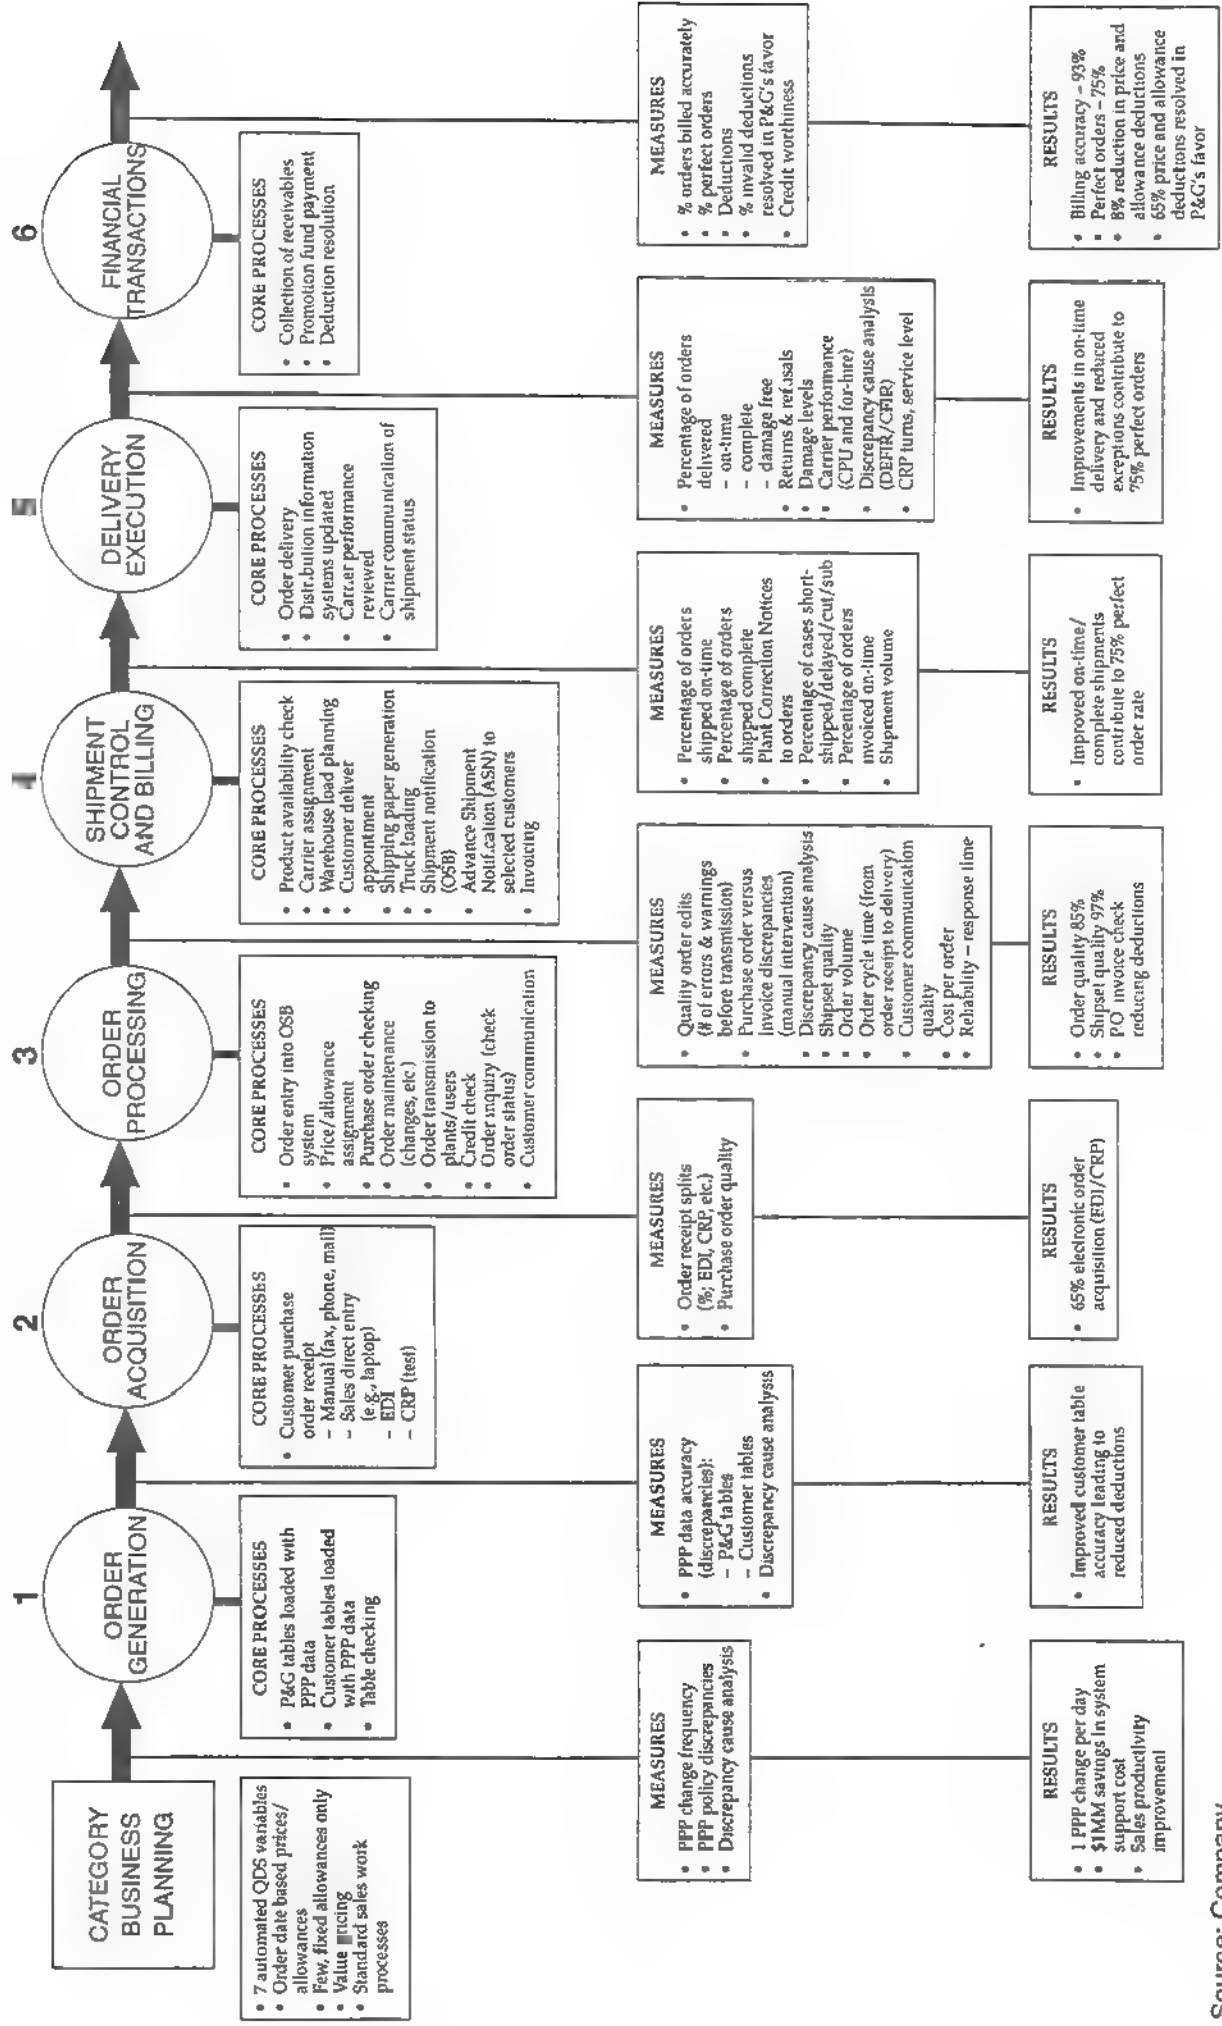 CATEGORY
BUSINESS
PLANNING
• 7 automated QDS variables
• Order date based prices/
allowances
• Few, fixed allowances only
• Value pricing
• Standard sales work
processes
MEASURES
• PPP change frequency
• PPP policy discrepancies
• Discrepancy cause analysis
RESULTS
• 1 PPP change per day
• $1MM savings in system
support cost
• Sales productivity
improvement
1
ORDER
GENERATION
CORE PROCESSES
• P&G tables loaded with
PPP data
• Customer tables loaded
with PPP data
• Table checking
MEASURES
• PPP data accuracy
(discrepancies):
– P&G tables
– Customer tables
• Discrepancy cause analysis
RESULTS
• Improved customer table
accuracy leading to
reduced deductions
2
ORDER
ACQUISITION
CORE PROCESSES
• Customer purchase
order receipt
– Manual (fax, phone, mail)
– Sales direct entry
(e.g., laptop)
– EDI
– CRP (test)
MEASURES
• Order receipt splits
(%; EDI, CRP, etc.)
• Purchase order quality
RESULTS
• 65% electronic order
acquisition (EDI/CRP)
3
ORDER
PROCESSING
CORE PROCESSES
• Order entry into OSB
system
• Price/allowance
assignment
• Purchase order checking
• Order maintenance
(changes, etc.)
• Order transmission to
plants/users
• Credit check
• Order inquiry (check
order status)
• Customer communication
MEASURES
• Quality order edits
(# of errors & warnings
before transmission)
• Purchase order versus
Invoice discrepancies
(manual intervention)
• Discrepancy cause analysis
• Shipset quality
• Order volume
• Order cycle time (from
order receipt to delivery)
• Customer communication
quality
• Cost per order
• Reliability – response time
RESULTS
• Order quality 85%
• Shipset quality 97%
• PO invoice check
reducing deductions
4
SHIPMENT
CONTROL
AND BILLING
CORE PROCESSES
• Product availability check
• Carrier assignment
• Warehouse load planning
• Customer deliver
appointment
• Shipping paper generation
• Truck loading
• Shipment notification
(OSB)
• Advance Shipment
Notification (ASN) to
selected customers
• Invoicing
MEASURES
• Percentage of orders
shipped on-time
• Percentage of orders
shipped complete
• Plant Correction Notices
to orders
• Percentage of cases short-
shipped/delayed/cut/sub
• Percentage of orders
invoiced on-time
• Shipment volume
RESULTS
• Improved on-time/
complete shipments
contribute to 75% perfect
order rate
5
DELIVERY
EXECUTION
CORE PROCESSES
• Order delivery
• Distribution information
systems updated
• Carrier performance
reviewed
• Carrier communication of
shipment status
MEASURES
• Percentage of orders
delivered
– on-time
– complete
– damage free
• Returns & refusals
• Damage levels
• Carrier performance
(CPU and for-hire)
• Discrepancy cause analysis
(DEFIR/CFIR)
• CRP turns, service level
RESULTS
• Improvements in on-time
delivery and reduced
exceptions contribute to
75% perfect orders
6
FINANCIAL
TRANSACTIONS
CORE PROCESSES
• Collection of receivables
• Promotion fund payment
• Deduction resolution
MEASURES
• % orders billed accurately
• % perfect orders
• Deductions
• % invalid deductions
resolved in P&G's favor
• Credit worthiness
RESULTS
• Billing accuracy – 93%
• Perfect orders – 75%
• 8% reduction in price and
allowance deductions
• 65% price and allowance
deductions resolved in
P&G's favor
Source: Company